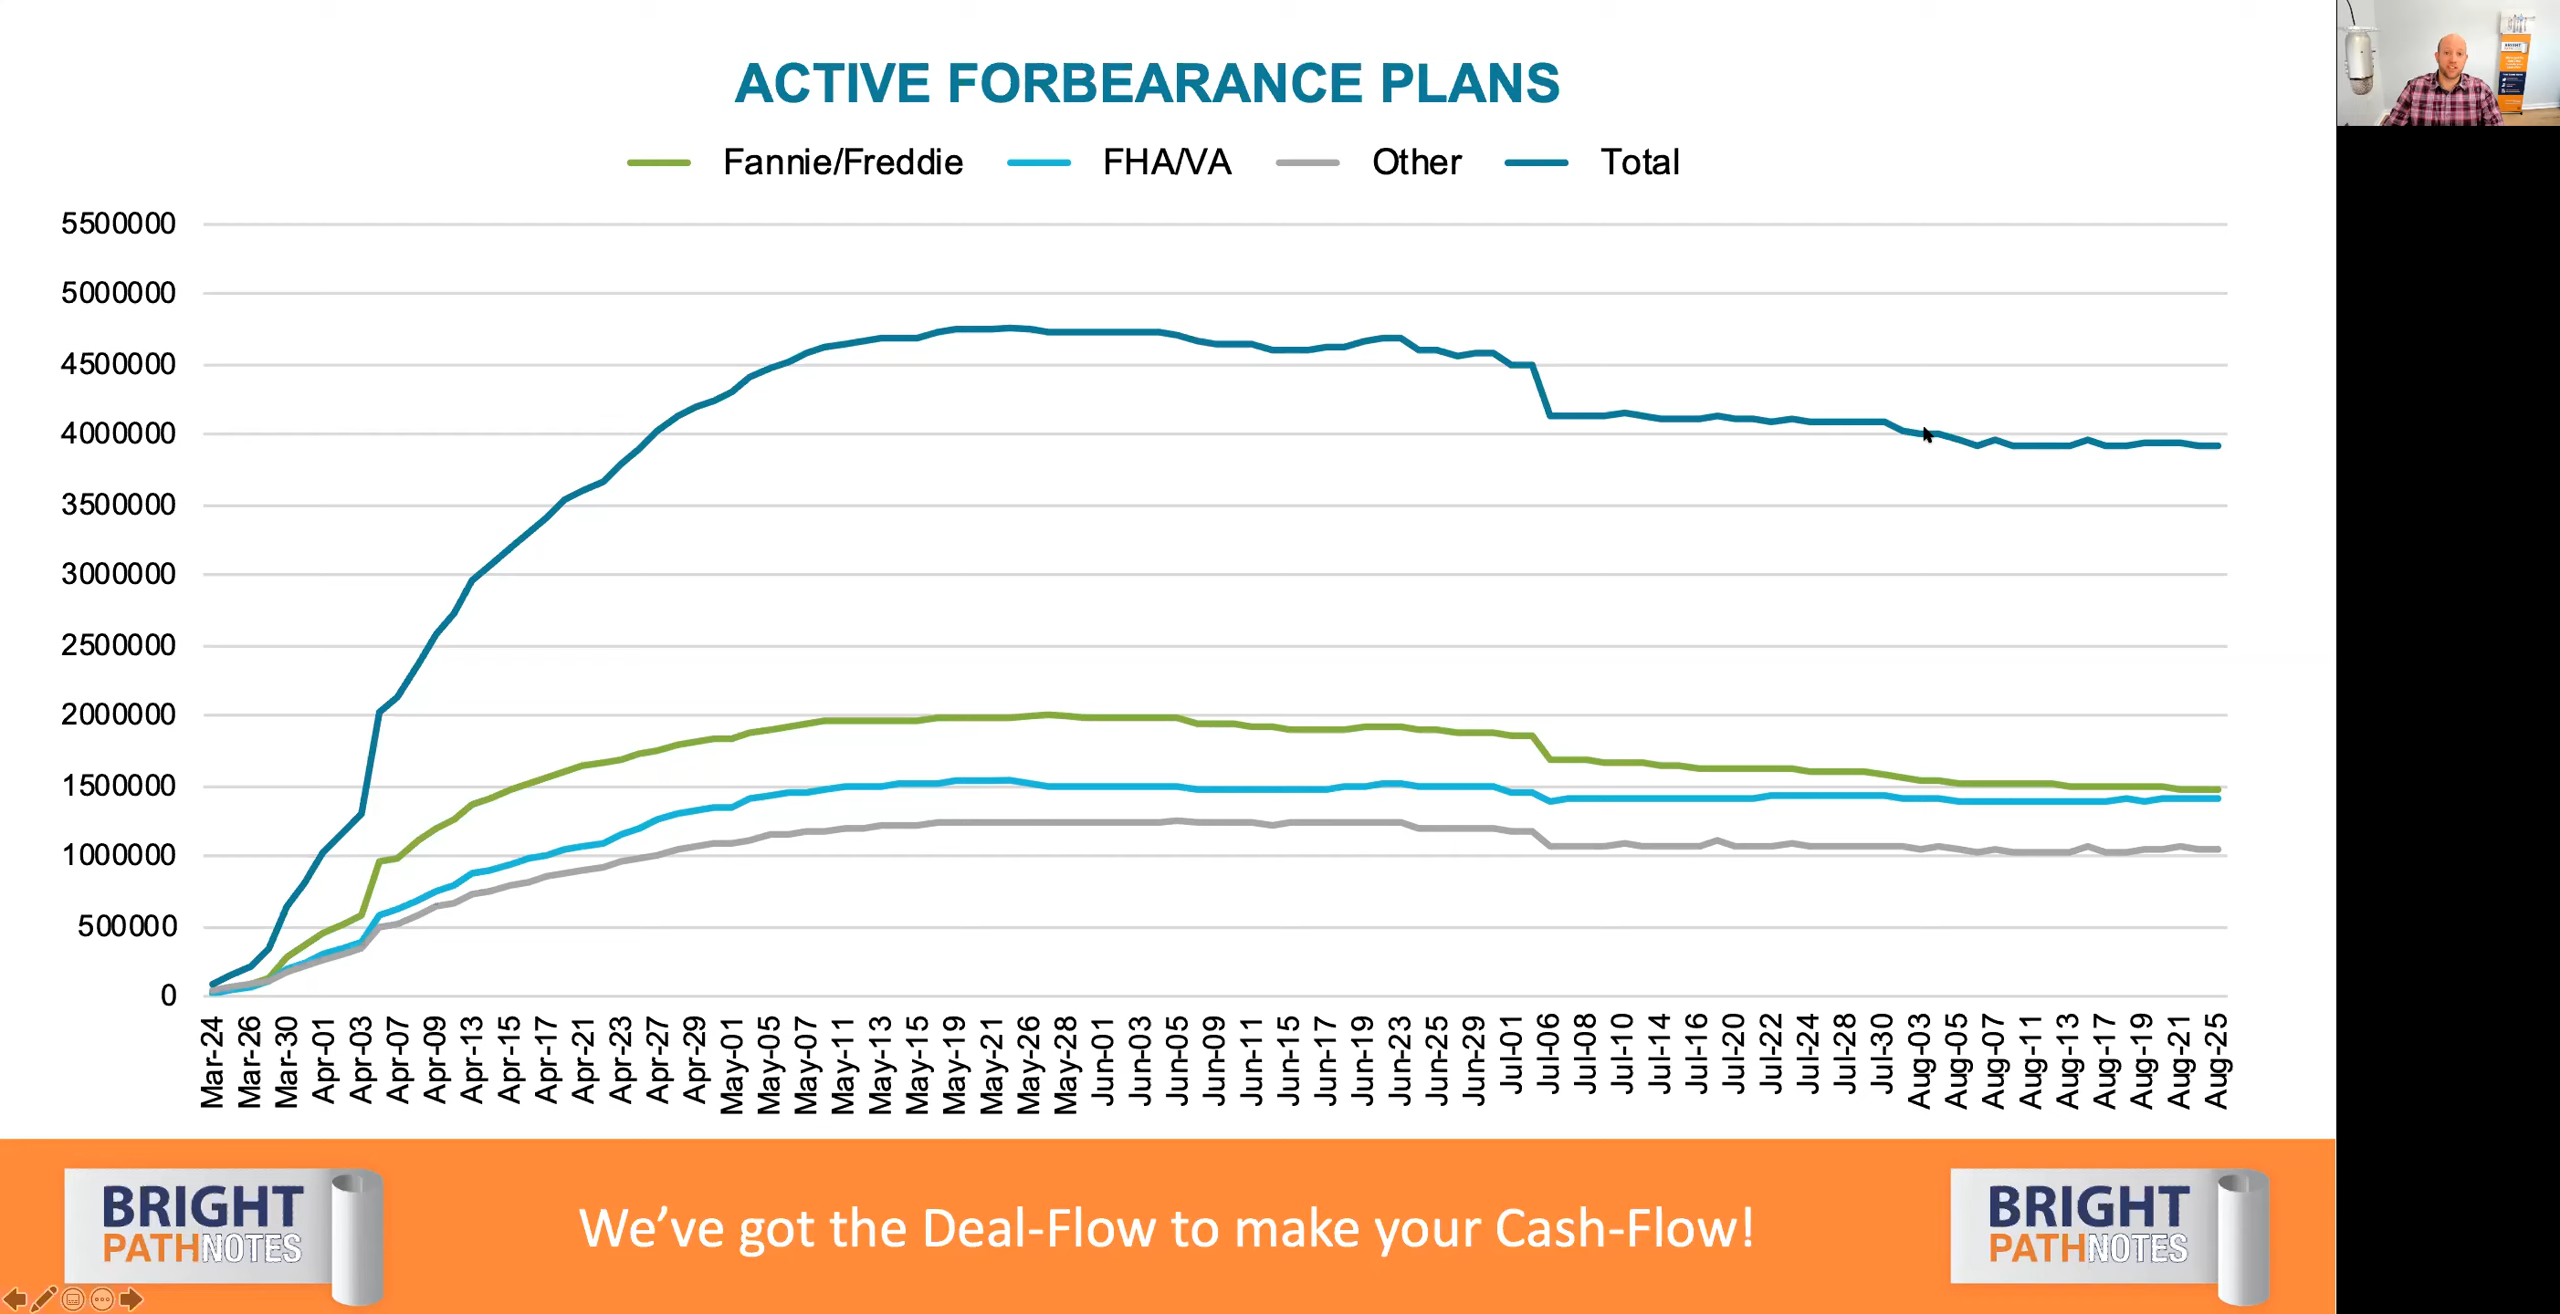 ACTIVE FORBEARANCE PLANS
Fannie/Freddie FHA/VA Other Total
5500000
5000000
4500000
4000000
3500000
3000000
2500000
2000000
1500000
1000000
500000
0
Mar-24 Mar-26 Mar-30 Apr-01 Apr-03 Apr-07 Apr-09 Apr-13 Apr-15 Apr-17 Apr-21 Apr-23 Apr-27 Apr-29 May-01 May-05 May-07 May-11 May-13 May-15 May-19 May-21 May-26 May-28 Jun-01 Jun-03 Jun-05 Jun-09 Jun-11 Jun-15 Jun-17 Jun-19 Jun-23 Jun-25 Jun-29 Jul-01 Jul-06 Jul-08 Jul-10 Jul-14 Jul-16 Jul-20 Jul-22 Jul-24 Jul-28 Jul-30 Aug-03 Aug-05 Aug-07 Aug-11 Aug-13 Aug-17 Aug-19 Aug-21 Aug-25
BRIGHT
PATHNOTES
We've got the Deal-Flow to make your Cash-Flow!
BRIGHT
PATHNOTES
BRIGHT